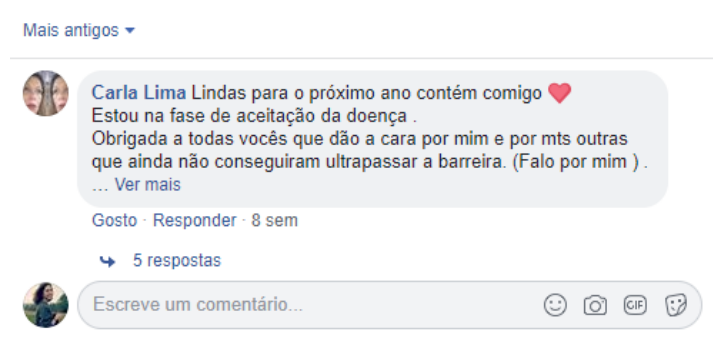 Mais antigos
Carla Lima Lindas para o próximo ano contém comigo
Estou na fase de aceitação da doença .
Obrigada a todas vocês que dão a cara por mim e por mts outras
que ainda não conseguiram ultrapassar a barreira. (Falo por mim ) .
... Ver mais
Gosto · Responder · 8 sem
5 respostas
Escreve um comentário...
GIF